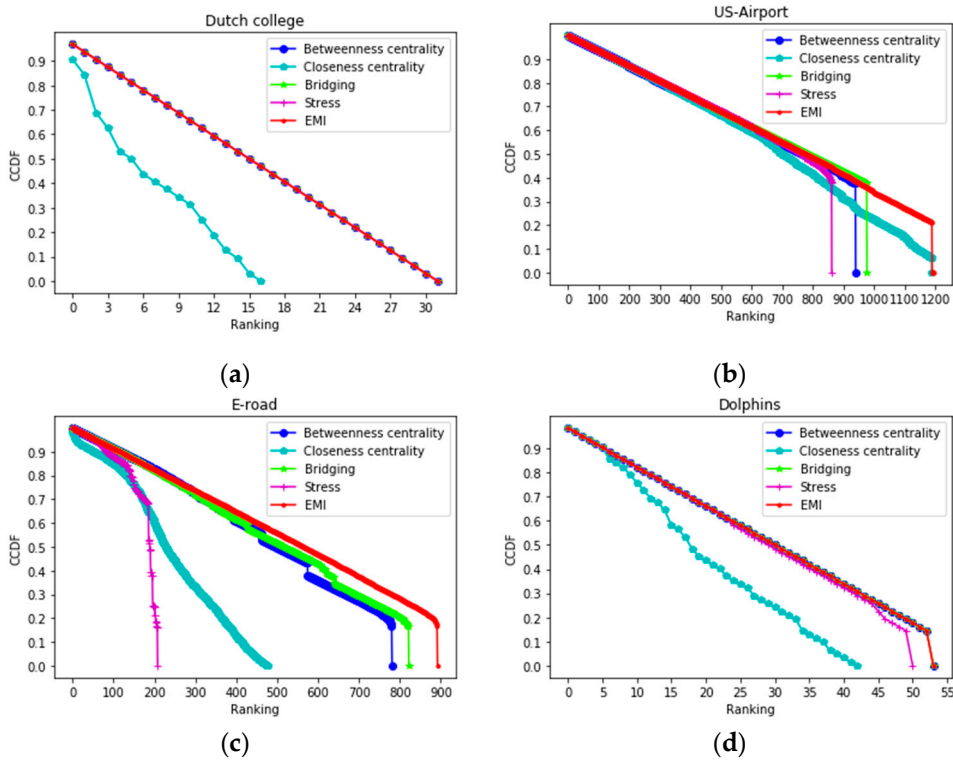 Dutch college
CCDF
0.9
0.8
0.7
0.6
0.5
0.4
0.3
0.2
0.1
0.0
Betweenness centrality
Closeness centrality
Bridging
Stress
EMI
0 3 6 9 12 15 18 21 24 27 30
Ranking
(a)
US-Airport
CCDF
1.0
0.9
0.8
0.7
0.6
0.5
0.4
0.3
0.2
0.1
0.0
Betweenness centrality
Closeness centrality
Bridging
Stress
EMI
0 100 200 300 400 500 600 700 800 900 1000 1100 1200
Ranking
(b)
E-road
CCDF
0.9
0.8
0.7
0.6
0.5
0.4
0.3
0.2
0.1
0.0
Betweenness centrality
Closeness centrality
Bridging
Stress
EMI
0 100 200 300 400 500 600 700 800 900
Ranking
(c)
Dolphins
CCDF
0.9
0.8
0.7
0.6
0.5
0.4
0.3
0.2
0.1
0.0
Betweenness centrality
Closeness centrality
Bridging
Stress
EMI
0 5 10 15 20 25 30 35 40 45 50 55
Ranking
(d)